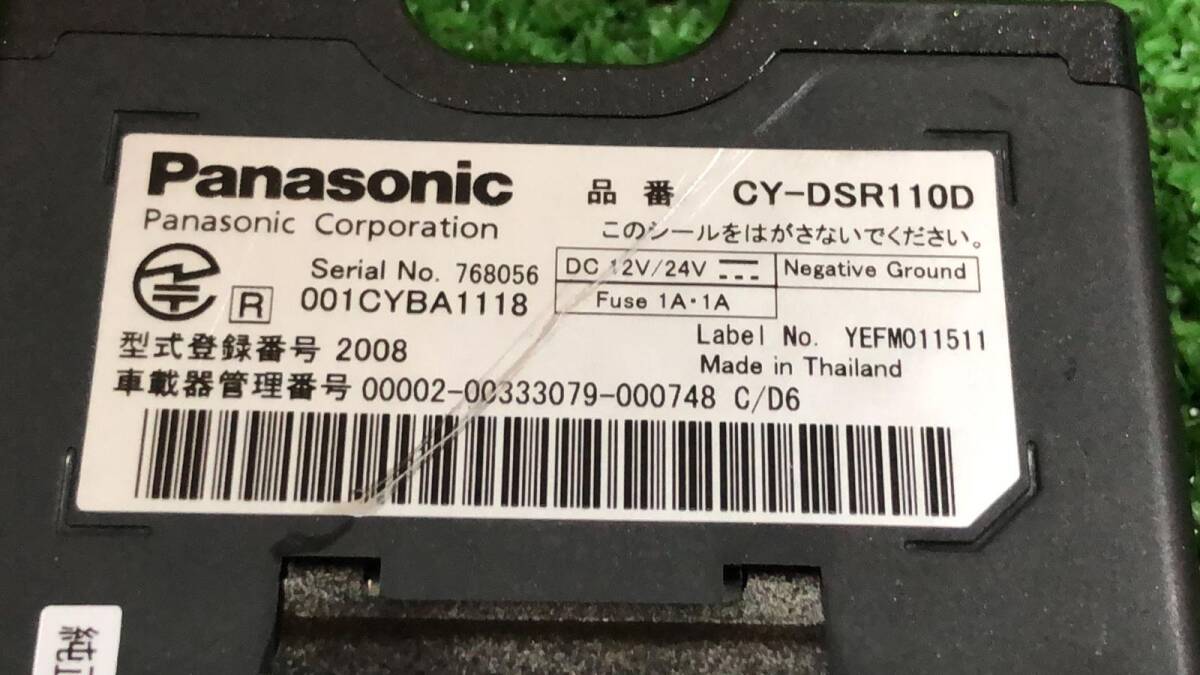 Panasonic
品番 CY-DSR110D
Panasonic Corporation
このシールをはがさないでください。
Serial No. 768056
DC 12V/24V
Negative Ground
R 001CYBA1118
Fuse 1A・1A
Label No. YEFM011511
型式登録番号 2008
Made in Thailand
車載器管理番号 00002-00333079-000748 C/D6
純正